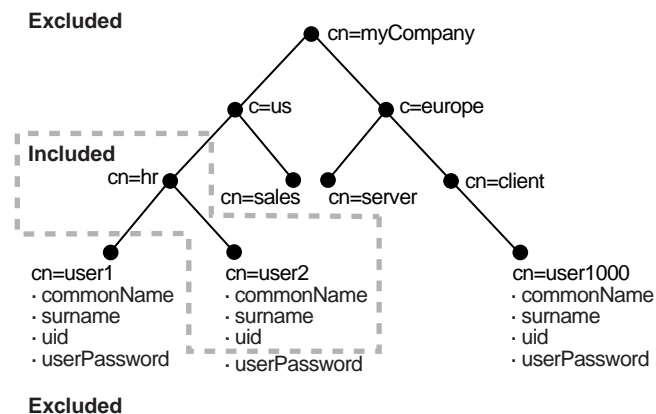 Excluded
cn=myCompany
c=us
c=europe
Included
cn=hr
cn=sales
cn=server
cn=client
cn=user1
· commonName
· surname
· uid
· userPassword
cn=user2
· commonName
· surname
· uid
· userPassword
cn=user1000
· commonName
· surname
· uid
· userPassword
Excluded